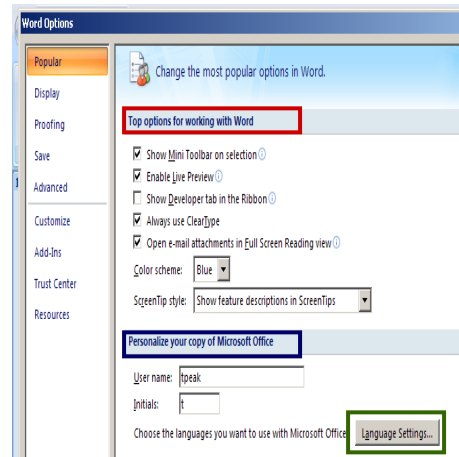 Word Options
Popular
Display
Proofing
Save
Advanced
Customize
Add-Ins
Trust Center
Resources
Change the most popular options in Word.
Top options for working with Word
Show Mini Toolbar on selection
Enable Live Preview
Show Developer tab in the Ribbon
Always use ClearType
Open e-mail attachments in Full Screen Reading view
Color scheme: Blue
ScreenTip style: Show feature descriptions in ScreenTips
Personalize your copy of Microsoft Office
User name: tpeak
Initials: t
Choose the languages you want to use with Microsoft Office Language Settings...